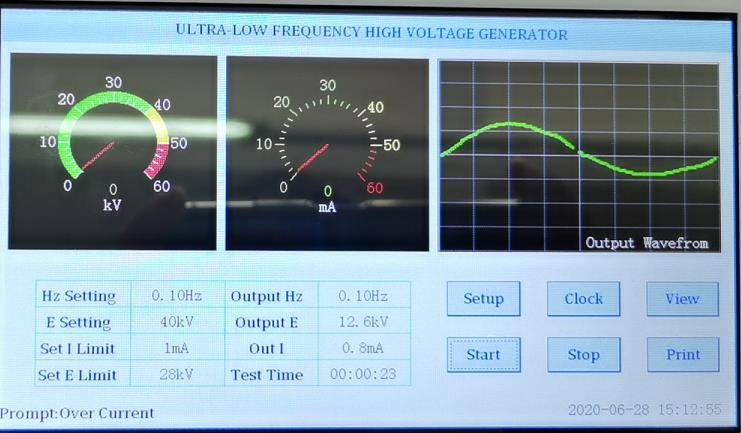 ULTRA-LOW FREQUENCY HIGH VOLTAGE GENERATOR
0 10 20 30 40 50 60
0
kV
0 10 20 30 40 50 60
0
mA
Output Wavefrom
Hz Setting 0.10Hz Output Hz 0.10Hz
E Setting 40kV Output E 12.6kV
Set I Limit 1mA Out I 0.8mA
Set E Limit 28kV Test Time 00:00:23
Setup Clock View
Start Stop Print
Prompt:Over Current
2020-06-28 15:12:55